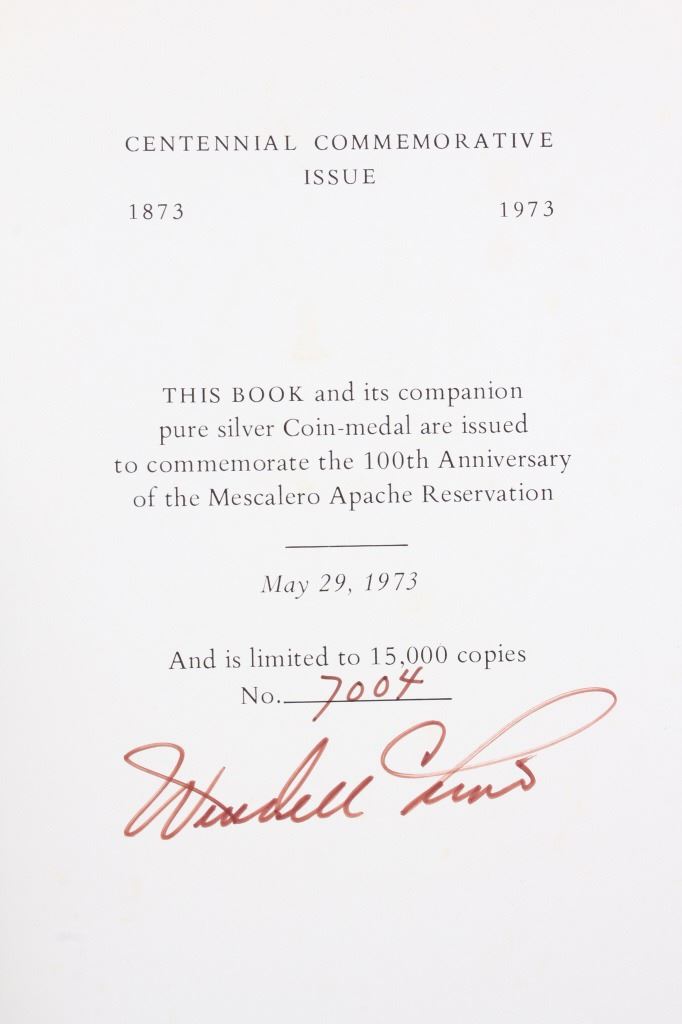 CENTENNIAL COMMEMORATIVE
ISSUE
1873 1973
THIS BOOK and its companion
pure silver Coin-medal are issued
to commemorate the 100th Anniversary
of the Mescalero Apache Reservation
May 29, 1973
And is limited to 15,000 copies
No. 7004
Wendell Chino